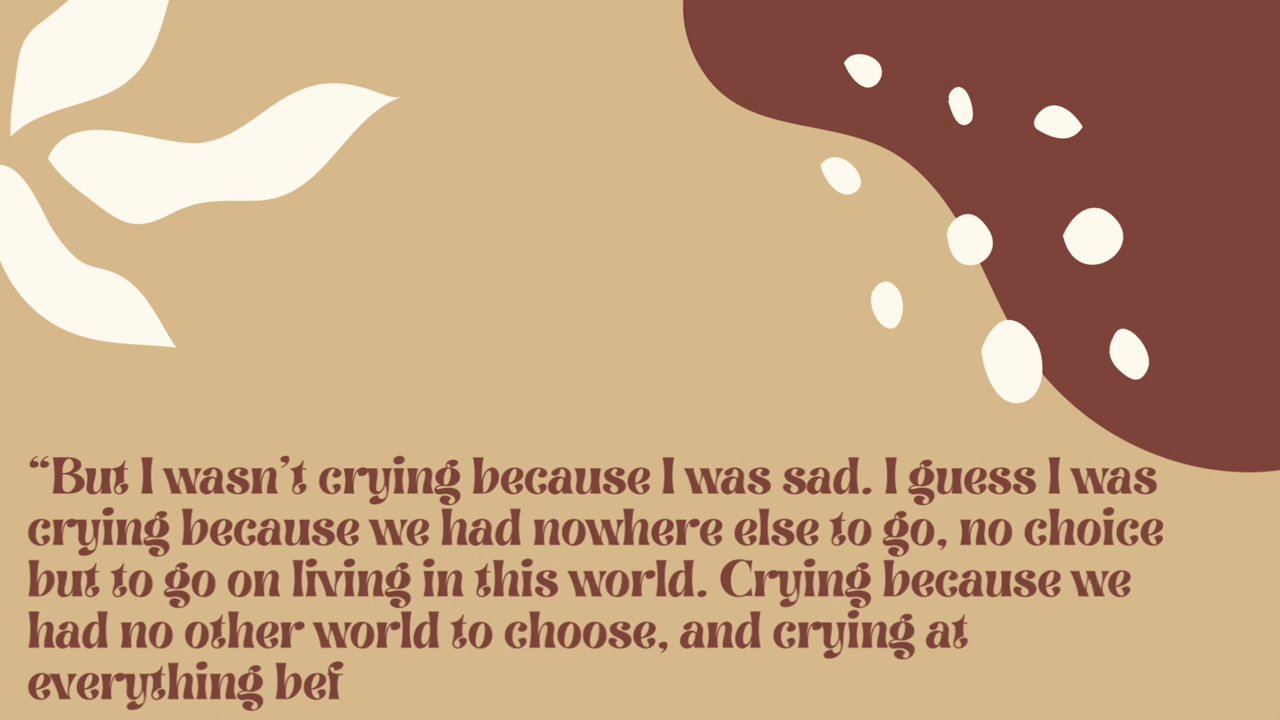 “But I wasn’t crying because I was sad. I guess I was
crying because we had nowhere else to go, no choice
but to go on living in this world. Crying because we
had no other world to choose, and crying at
everything bef